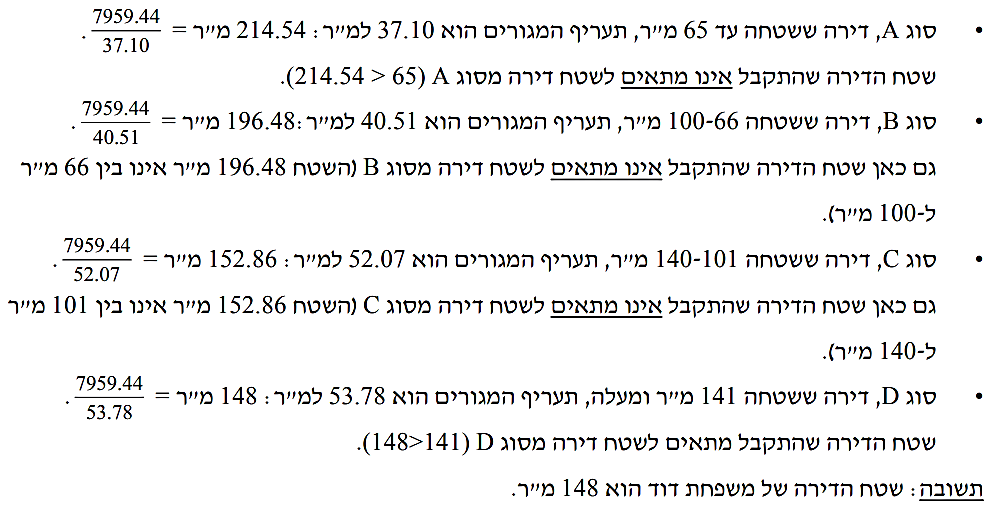 • סוג A, דירה ששטחה עד 65 מ״ר, תעריף המגורים הוא 37.10 למ״ר: 214.54 מ״ר = 7959.44/37.10.
שטח הדירה שהתקבל אינו מתאים לשטח דירה מסוג A (214.54 > 65).
• סוג B, דירה ששטחה 100-66 מ״ר, תעריף המגורים הוא 40.51 למ״ר: 196.48 מ״ר = 7959.44/40.51.
גם כאן שטח הדירה שהתקבל אינו מתאים לשטח דירה מסוג B (השטח 196.48 מ״ר אינו בין 66 מ״ר
ל-100 מ״ר).
• סוג C, דירה ששטחה 140-101 מ״ר, תעריף המגורים הוא 52.07 למ״ר: 152.86 מ״ר = 7959.44/52.07.
גם כאן שטח הדירה שהתקבל אינו מתאים לשטח דירה מסוג C (השטח 152.86 מ״ר אינו בין 101 מ״ר
ל-140 מ״ר).
• סוג D, דירה ששטחה 141 מ״ר ומעלה, תעריף המגורים הוא 53.78 למ״ר: 148 מ״ר = 7959.44/53.78.
שטח הדירה שהתקבל מתאים לשטח דירה מסוג D (148>141).
תשובה: שטח הדירה של משפחת דוד הוא 148 מ״ר.